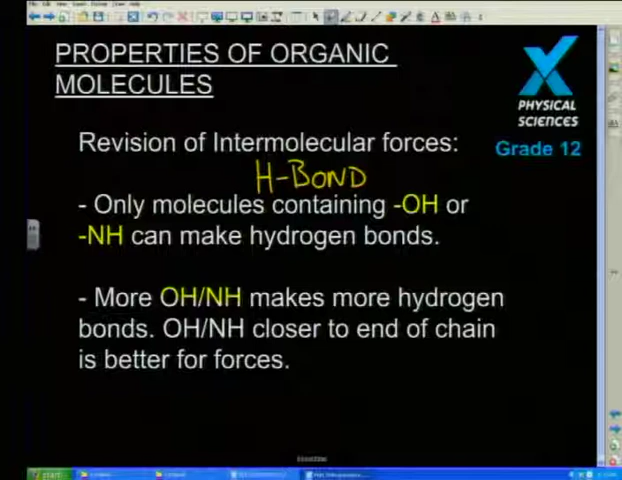 PROPERTIES OF ORGANIC
MOLECULES
PHYSICAL
SCIENCES
Grade 12
Revision of Intermolecular forces:
H-BOND
- Only molecules containing -OH or
-NH can make hydrogen bonds.
- More OH/NH makes more hydrogen
bonds. OH/NH closer to end of chain
is better for forces.
start